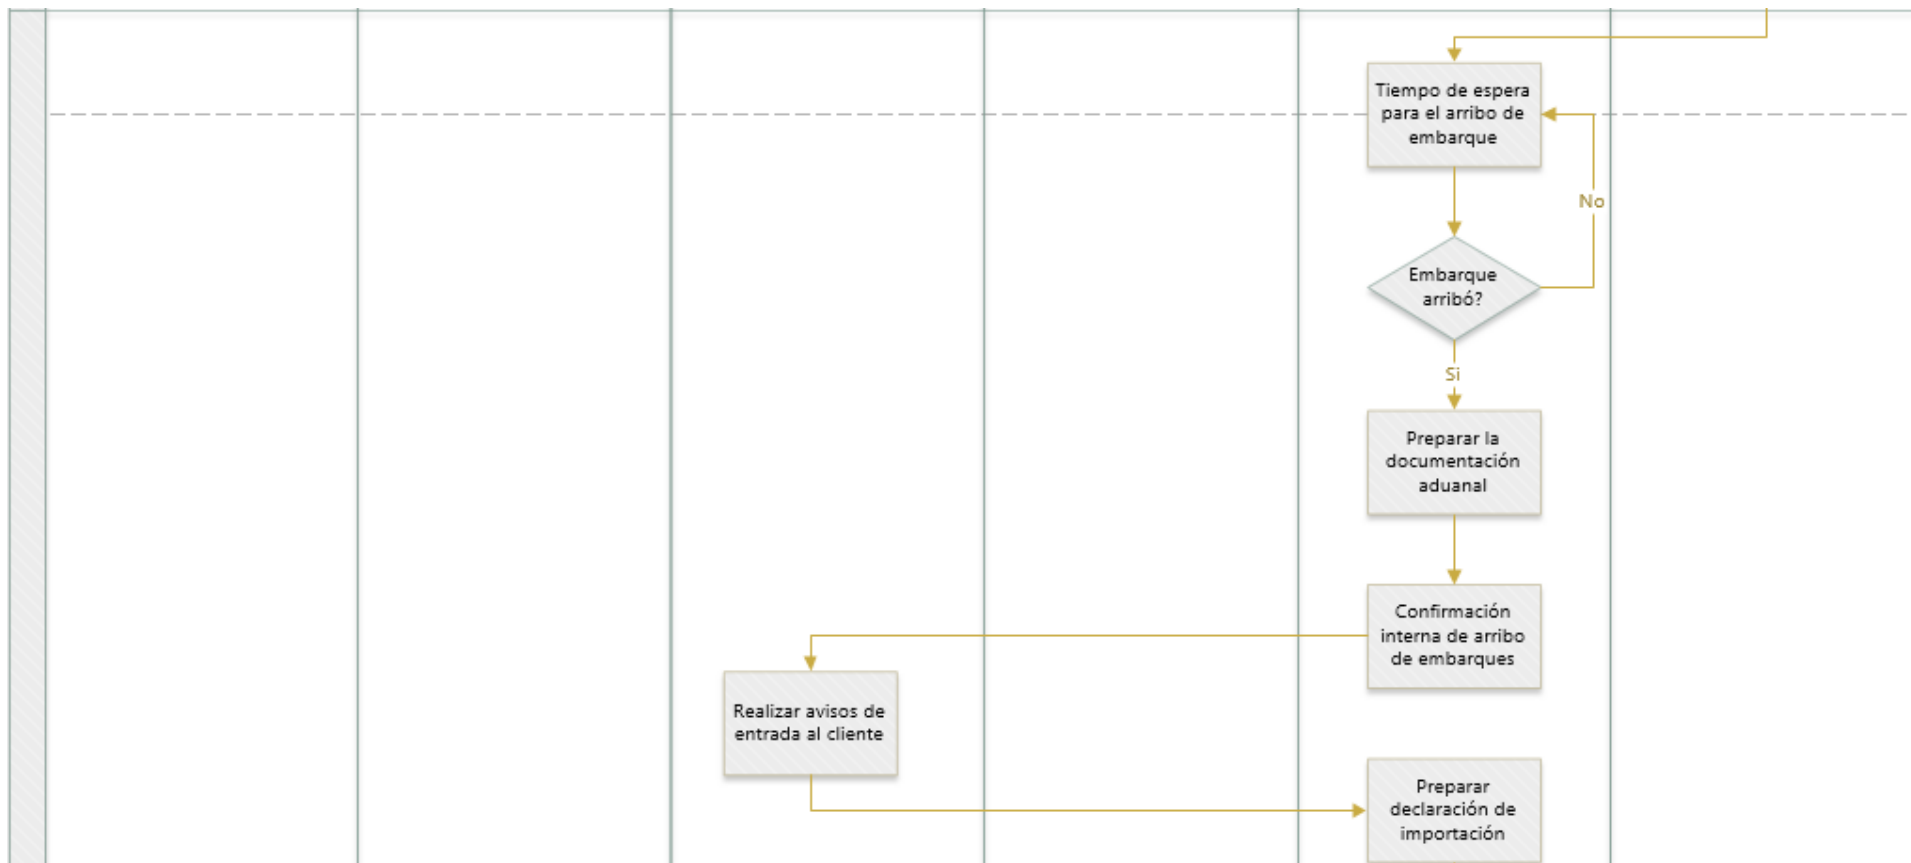 Tiempo de espera
para el arribo de
embarque
No
Embarque
arribó?
Si
Preparar la
documentación
aduanal
Confirmación
interna de arribo
de embarques
Realizar avisos de
entrada al cliente
Preparar
declaración de
importación